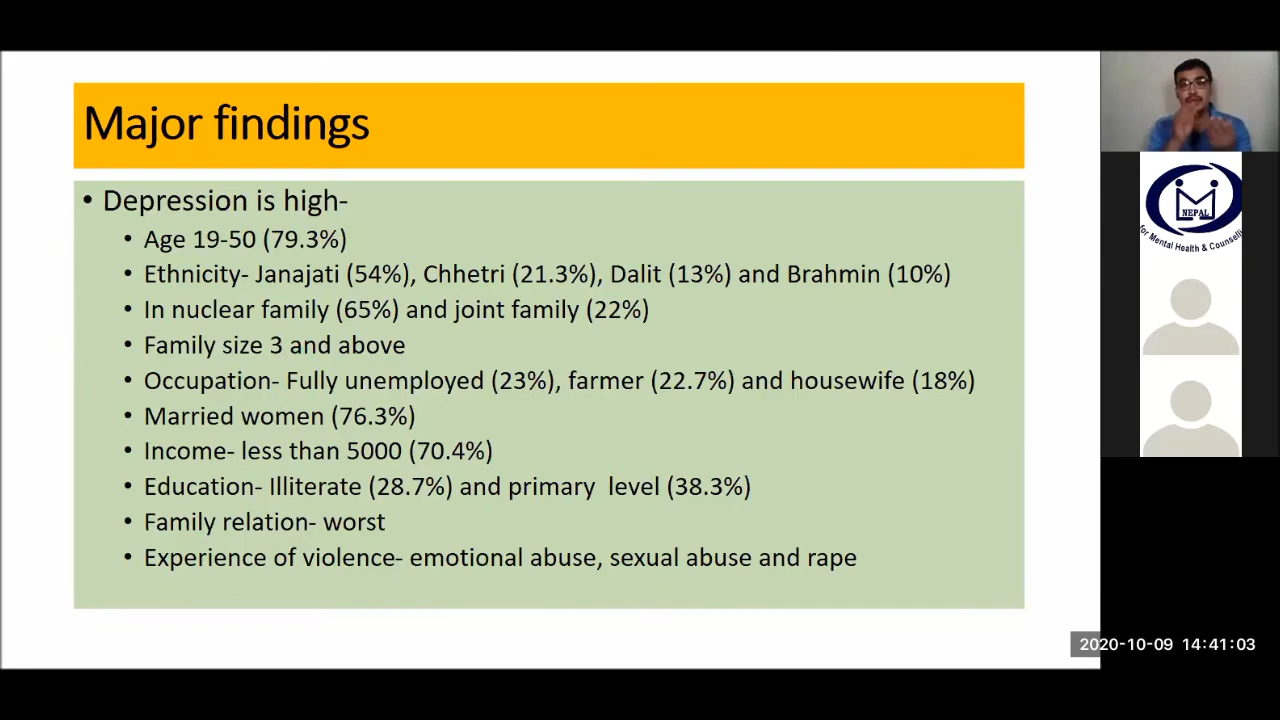 Major findings
• Depression is high-
• Age 19-50 (79.3%)
• Ethnicity- Janajati (54%), Chhetri (21.3%), Dalit (13%) and Brahmin (10%)
• In nuclear family (65%) and joint family (22%)
• Family size 3 and above
• Occupation- Fully unemployed (23%), farmer (22.7%) and housewife (18%)
• Married women (76.3%)
• Income- less than 5000 (70.4%)
• Education- Illiterate (28.7%) and primary  level (38.3%)
• Family relation- worst
• Experience of violence- emotional abuse, sexual abuse and rape
NEPAL
for Mental Health & Counselli
2020-10-09 14:41:03